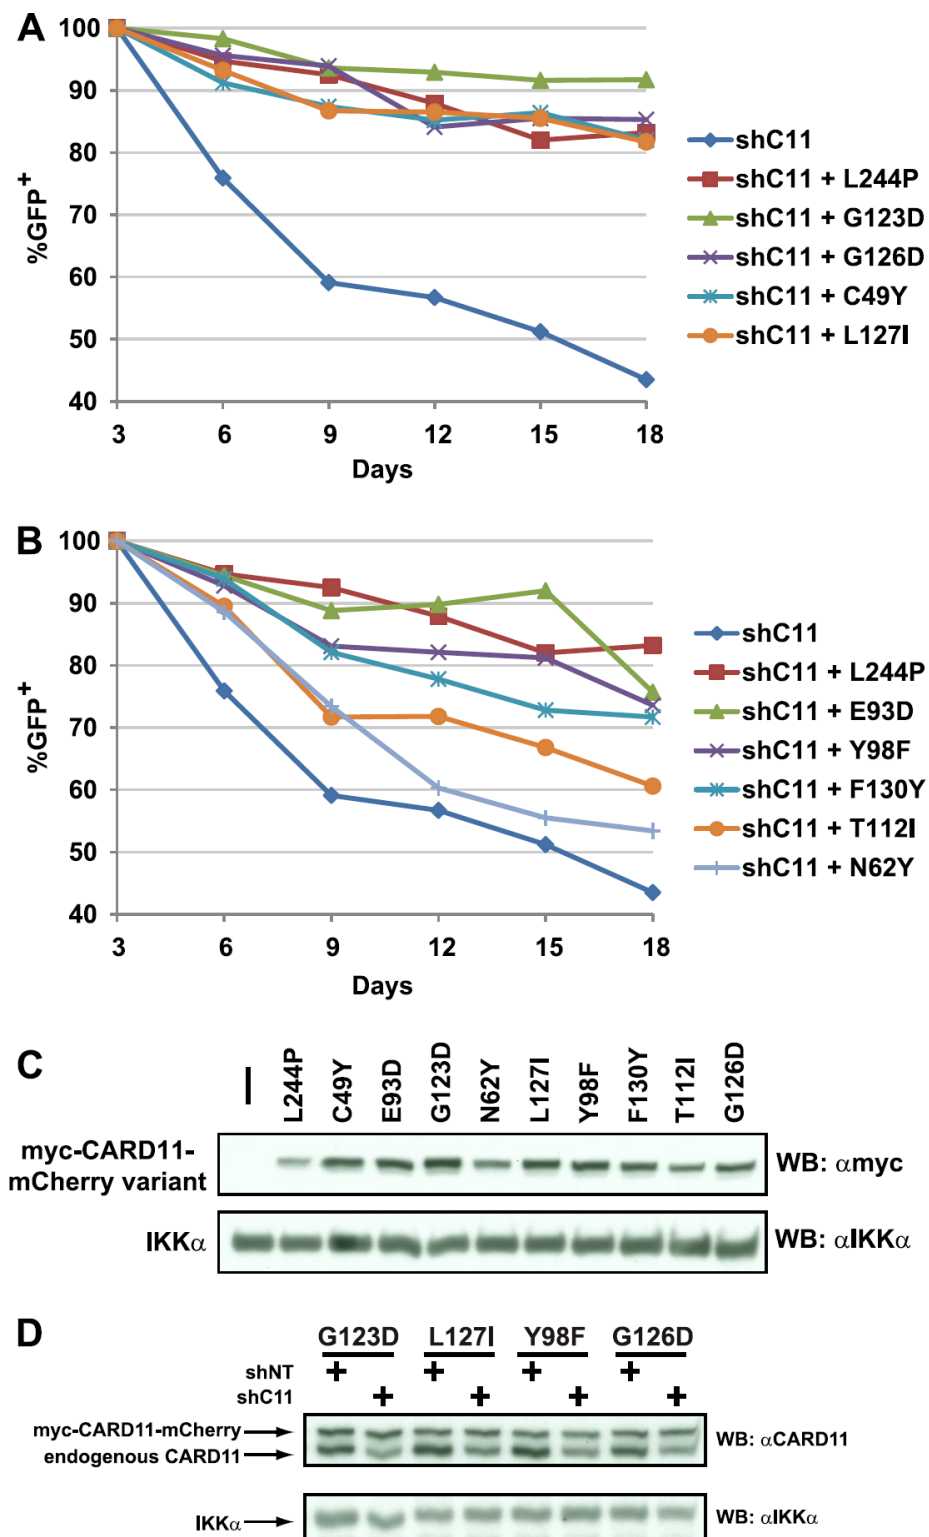 A
100
90
80
70
60
50
40
%GFP+
3 6 9 12 15 18
Days
shC11
shC11 + L244P
shC11 + G123D
shC11 + G126D
shC11 + C49Y
shC11 + L127I
B
100
90
80
70
60
50
40
%GFP+
3 6 9 12 15 18
Days
shC11
shC11 + L244P
shC11 + E93D
shC11 + Y98F
shC11 + F130Y
shC11 + T112I
shC11 + N62Y
C
– L244P C49Y E93D G123D N62Y L127I Y98F F130Y T112I G126D
myc-CARD11-
mCherry variant
WB: αmyc
IKKα
WB: αIKKα
D
G123D L127I Y98F G126D
shNT + + + +
shC11 + + + +
myc-CARD11-mCherry
endogenous CARD11
WB: αCARD11
IKKα
WB: αIKKα